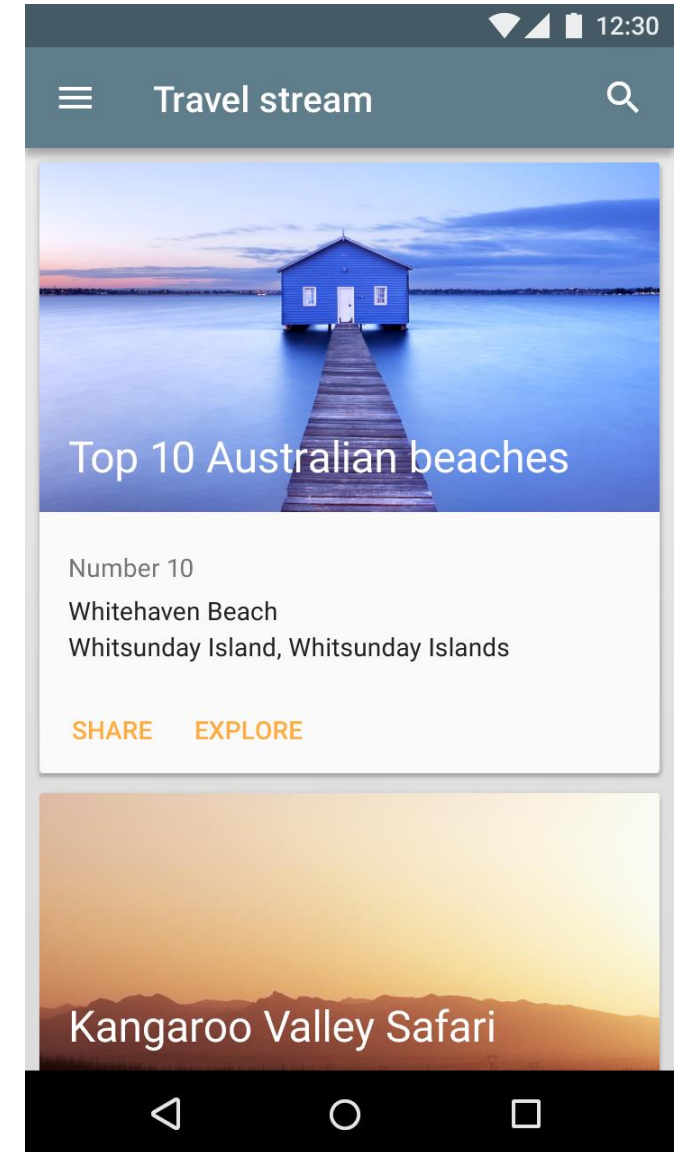 12:30
Travel stream
Top 10 Australian beaches
Number 10
Whitehaven Beach
Whitsunday Island, Whitsunday Islands
SHARE EXPLORE
Kangaroo Valley Safari